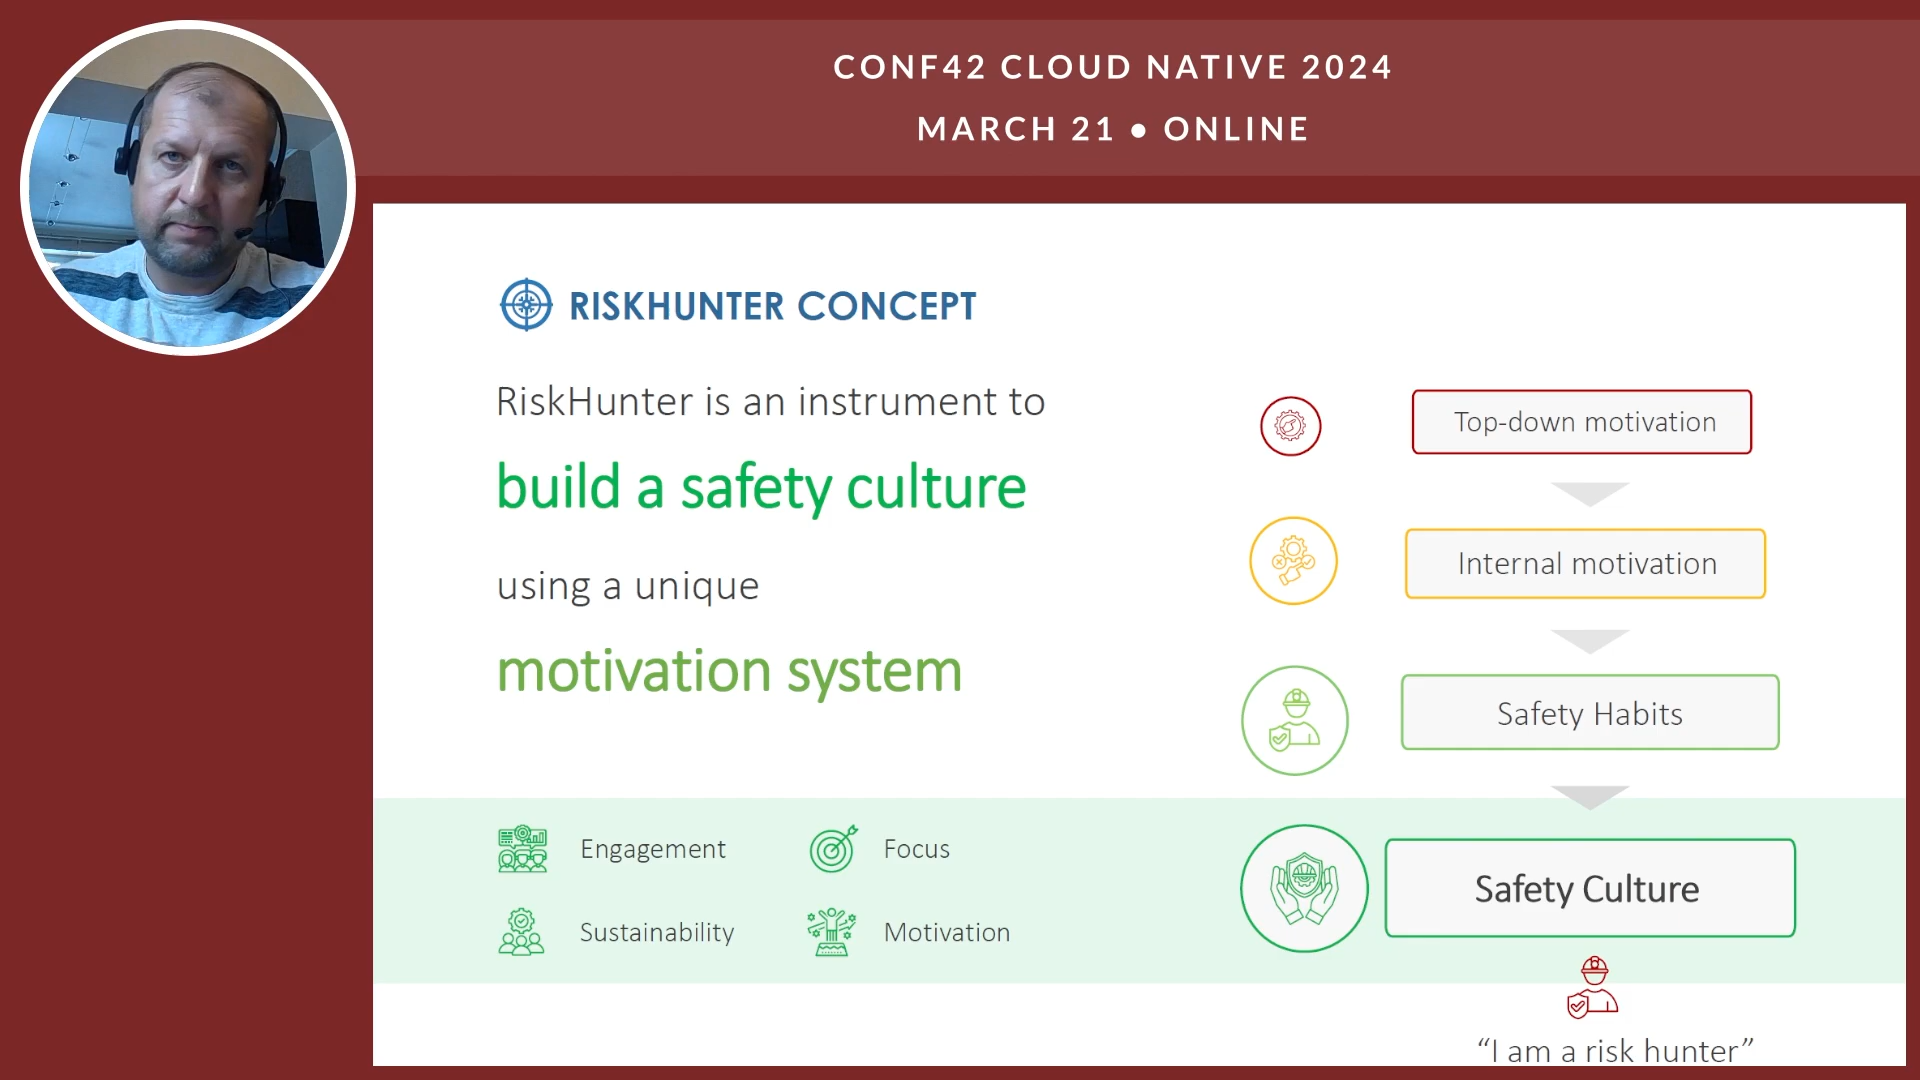 CONF42 CLOUD NATIVE 2024
MARCH 21 ● ONLINE
RISKHUNTER CONCEPT
RiskHunter is an instrument to
build a safety culture
using a unique
motivation system
Engagement
Focus
Sustainability
Motivation
Top-down motivation
Internal motivation
Safety Habits
Safety Culture
“I am a risk hunter”